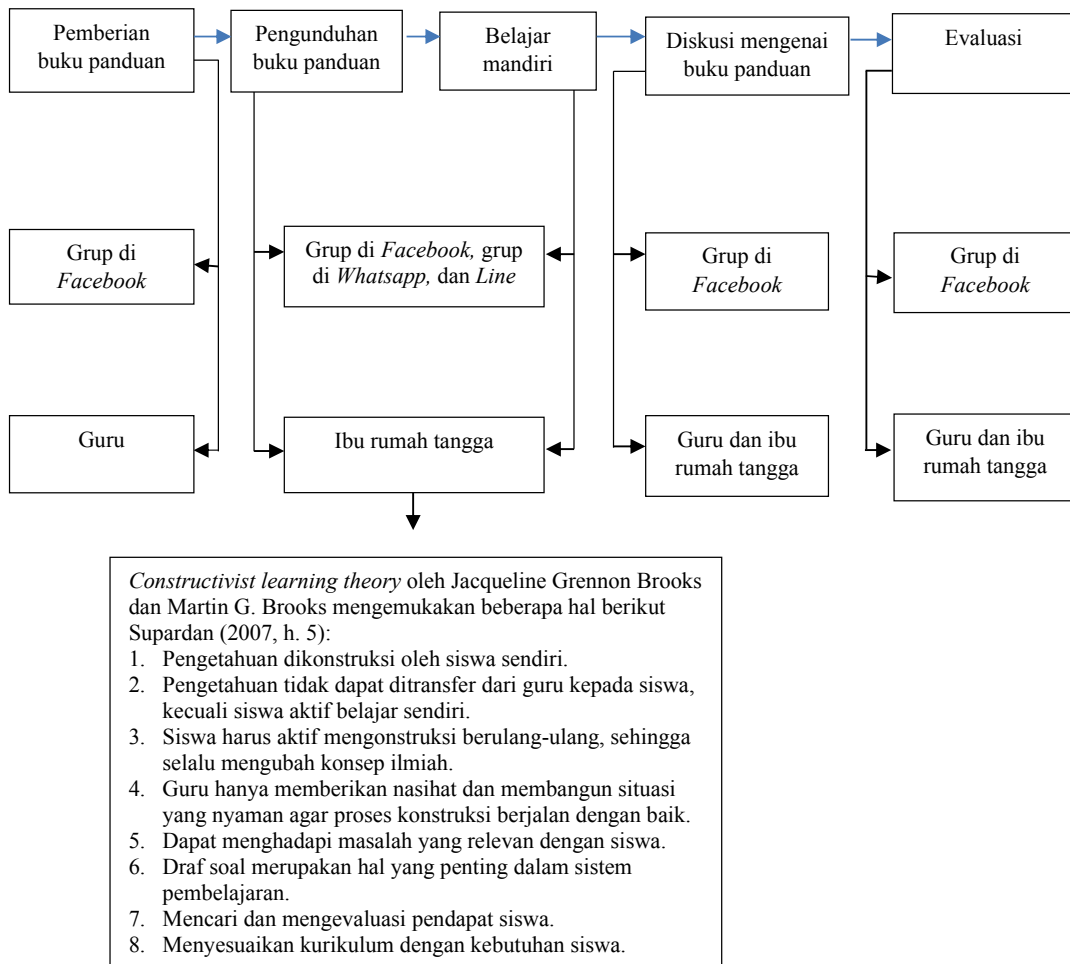 Pemberian
buku panduan
Pengunduhan
buku panduan
Belajar
mandiri
Diskusi mengenai
buku panduan
Evaluasi
Grup di
Facebook
Grup di Facebook, grup
di Whatsapp, dan Line
Grup di
Facebook
Grup di
Facebook
Guru
Ibu rumah tangga
Guru dan ibu
rumah tangga
Guru dan ibu
rumah tangga
Constructivist learning theory oleh Jacqueline Grennon Brooks
dan Martin G. Brooks mengemukakan beberapa hal berikut
Supardan (2007, h. 5):
1. Pengetahuan dikonstruksi oleh siswa sendiri.
2. Pengetahuan tidak dapat ditransfer dari guru kepada siswa,
kecuali siswa aktif belajar sendiri.
3. Siswa harus aktif mengonstruksi berulang-ulang, sehingga
selalu mengubah konsep ilmiah.
4. Guru hanya memberikan nasihat dan membangun situasi
yang nyaman agar proses konstruksi berjalan dengan baik.
5. Dapat menghadapi masalah yang relevan dengan siswa.
6. Draf soal merupakan hal yang penting dalam sistem
pembelajaran.
7. Mencari dan mengevaluasi pendapat siswa.
8. Menyesuaikan kurikulum dengan kebutuhan siswa.